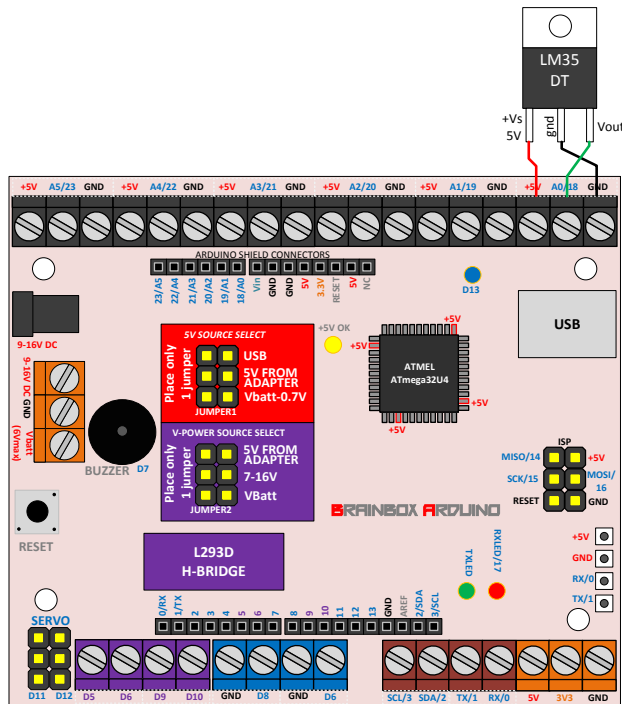 LM35
DT
+Vs
5V
gnd
Vout
+5V A5/23 GND +5V A4/22 GND +5V A3/21 GND +5V A2/20 GND +5V A1/19 GND +5V A0/18 GND
ARDUINO SHIELD CONNECTORS
23/A5
22/A4
21/A3
20/A2
19/A1
18/A0
Vin
GND
GND
5V
3.3V
RESET
5V
NC
D13
USB
9-16V DC
9-16V DC GND Vbatt
(6Vmax)
5V SOURCE SELECT
Place only
1 jumper
USB
5V FROM
ADAPTER
Vbatt-0.7V
JUMPER1
+5V OK
+5V
+5V
+5V
+5V
ATMEL
ATmega32U4
V-POWER SOURCE SELECT
Place only
1 jumper
5V FROM
ADAPTER
7-16V
VBatt
JUMPER2
BUZZER
D7
RESET
ISP
MISO/14
SCK/15
RESET
+5V
MOSI/
16
GND
BRAINBOX ARDUINO
L293D
H-BRIDGE
TXLED
RXLED/17
+5V
GND
RX/0
TX/1
0/RX
1/TX
2
3
4
5
6
7
8
9
10
11
12
13
GND
AREF
2/SDA
3/SCL
SERVO
D11 D12
D5 D6 D9 D10 GND D8 GND D6
SCL/3 SDA/2 TX/1 RX/0 5V 3V3 GND